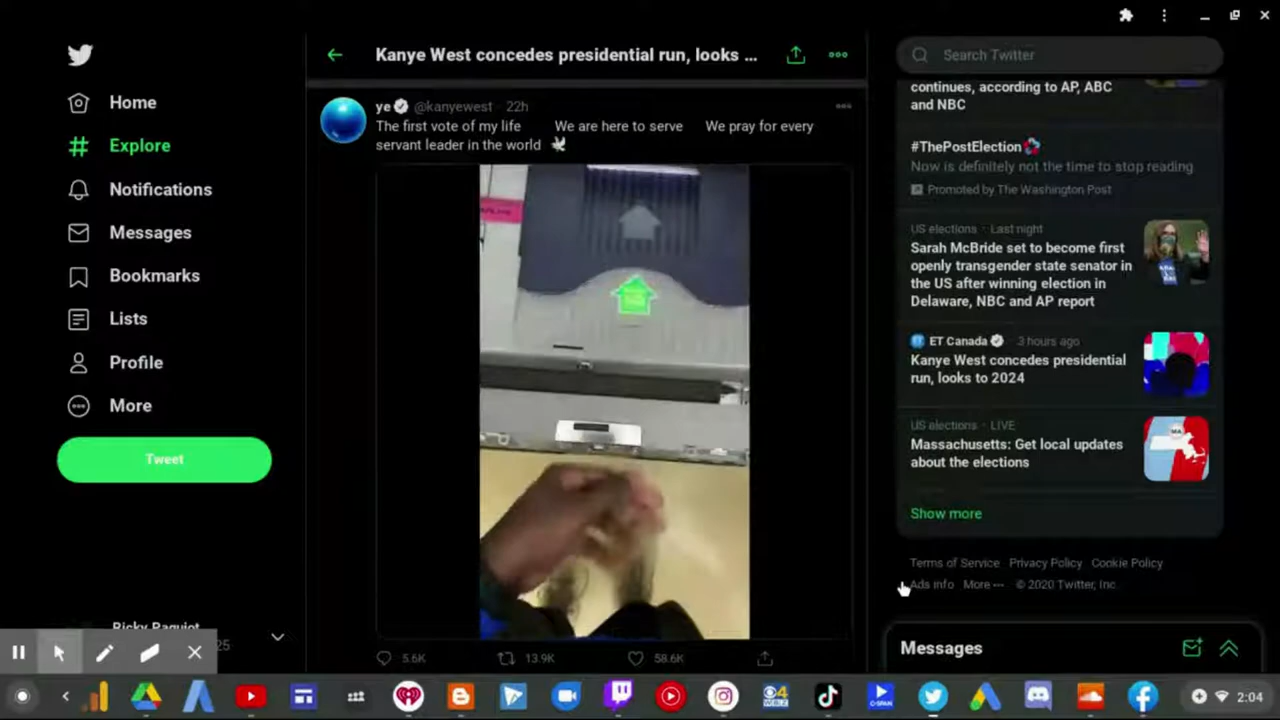 Home
Explore
Notifications
Messages
Bookmarks
Lists
Profile
More
Tweet
25
Kanye West concedes presidential run, looks ...
ye @kanyewest · 22h
The first vote of my life We are here to serve We pray for every
servant leader in the world
5.6K 13.9K 58.6K
Search Twitter
continues, according to AP, ABC
and NBC
#ThePostElection
Now is definitely not the time to stop reading
Promoted by The Washington Post
US elections · Last night
Sarah McBride set to become first
openly transgender state senator in
the US after winning election in
Delaware, NBC and AP report
ET Canada · 3 hours ago
Kanye West concedes presidential
run, looks to 2024
US elections · LIVE
Massachusetts: Get local updates
about the elections
Show more
Terms of Service Privacy Policy Cookie Policy
Ads info More ··· © 2020 Twitter, Inc.
Messages
2:04